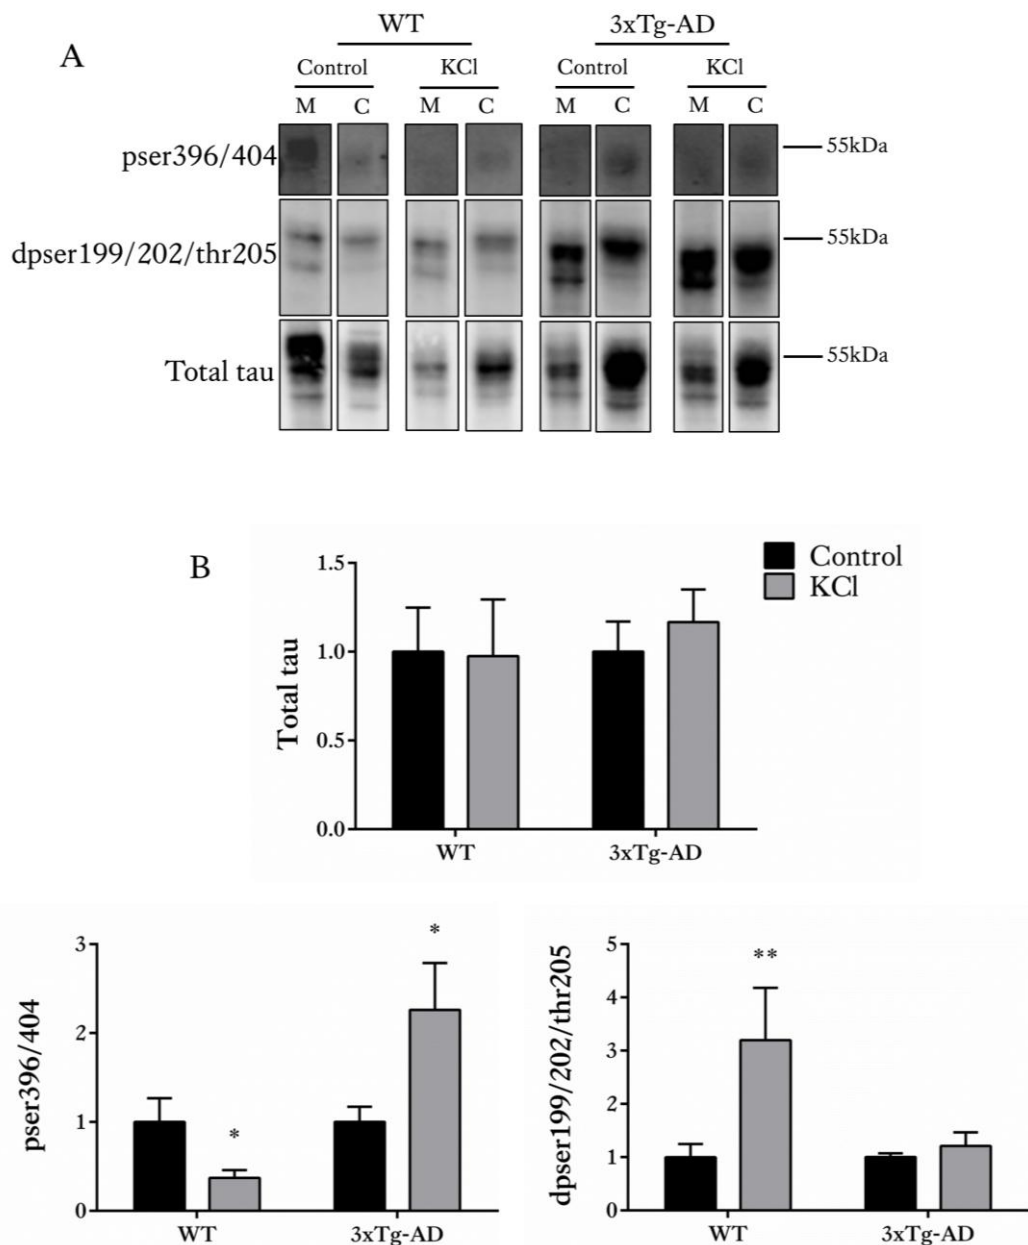 A
WT 3xTg-AD
Control KCl Control KCl
M C M C M C M C
pser396/404 55kDa
dpser199/202/thr205 55kDa
Total tau 55kDa
B
Control
KCl
Total tau
1.5
1.0
0.5
0.0
WT 3xTg-AD
pser396/404
3
2
1
0
* *
WT 3xTg-AD
dpser199/202/thr205
5
4
3
2
1
0
**
WT 3xTg-AD